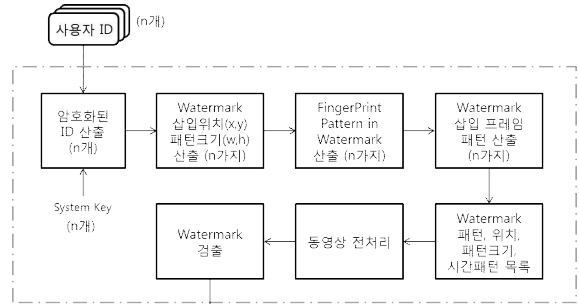 사용자 ID
(n개)
암호화된
ID 산출
(n개)
Watermark
삽입위치(x,y)
패턴크기(w,h)
산출 (n가지)
FingerPrint
Pattern in
Watermark
산출 (n가지)
Watermark
삽입 프레임
패턴 산출
(n가지)
System Key
(n개)
Watermark
검출
동영상 전처리
Watermark
패턴, 위치,
패턴크기,
시간패턴 목록